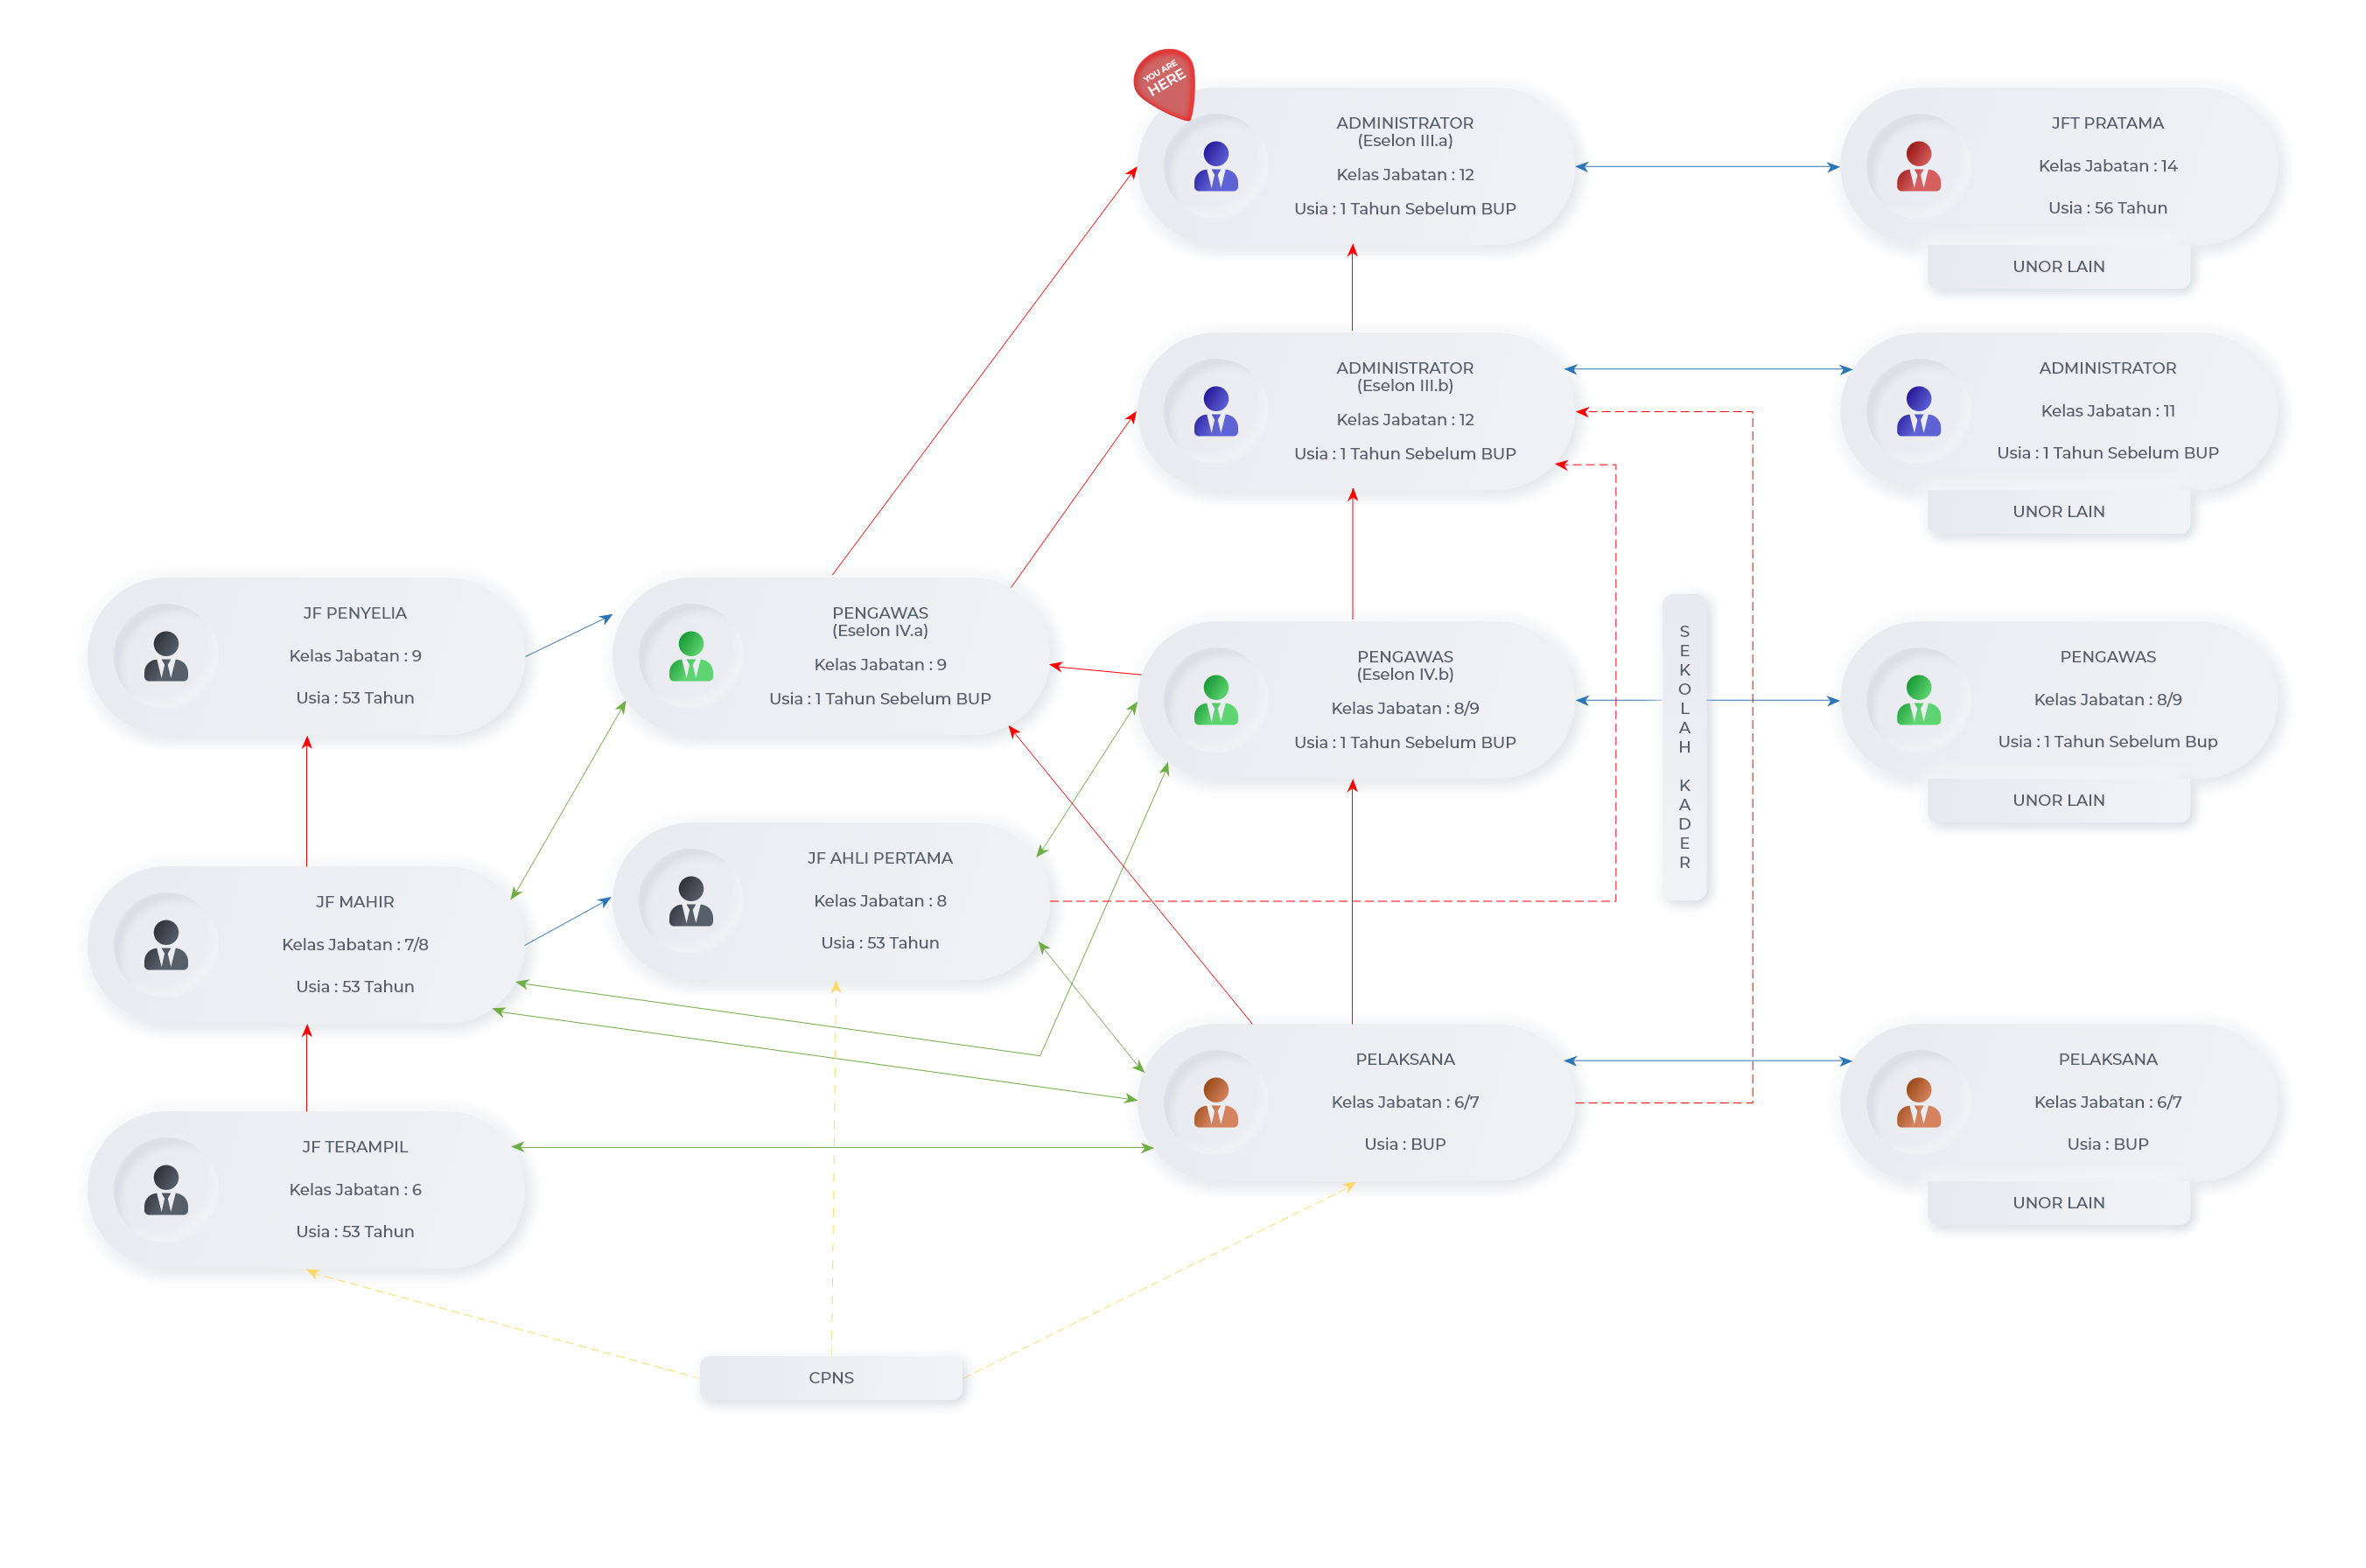 YOU ARE
HERE
ADMINISTRATOR
(Eselon III.a)
Kelas Jabatan : 12
Usia : 1 Tahun Sebelum BUP
JFT PRATAMA
Kelas Jabatan : 14
Usia : 56 Tahun
UNOR LAIN
ADMINISTRATOR
(Eselon III.b)
Kelas Jabatan : 12
Usia : 1 Tahun Sebelum BUP
ADMINISTRATOR
Kelas Jabatan : 11
Usia : 1 Tahun Sebelum BUP
UNOR LAIN
JF PENYELIA
Kelas Jabatan : 9
Usia : 53 Tahun
PENGAWAS
(Eselon IV.a)
Kelas Jabatan : 9
Usia : 1 Tahun Sebelum BUP
PENGAWAS
(Eselon IV.b)
Kelas Jabatan : 8/9
Usia : 1 Tahun Sebelum BUP
SEKOLAH KADER
PENGAWAS
Kelas Jabatan : 8/9
Usia : 1 Tahun Sebelum Bup
UNOR LAIN
JF MAHIR
Kelas Jabatan : 7/8
Usia : 53 Tahun
JF AHLI PERTAMA
Kelas Jabatan : 8
Usia : 53 Tahun
PELAKSANA
Kelas Jabatan : 6/7
Usia : BUP
PELAKSANA
Kelas Jabatan : 6/7
Usia : BUP
UNOR LAIN
JF TERAMPIL
Kelas Jabatan : 6
Usia : 53 Tahun
CPNS